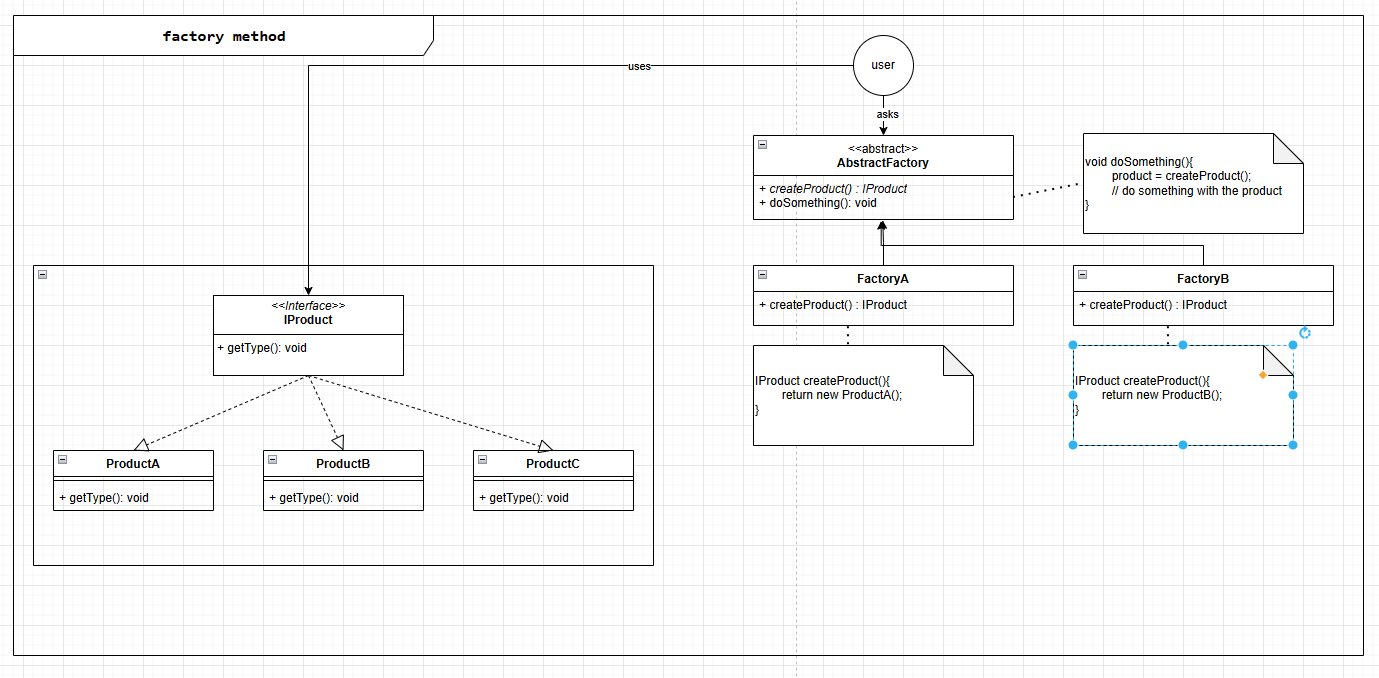 factory method
user
uses
asks
<<abstract>>
AbstractFactory
+ createProduct() : IProduct
+ doSomething(): void
void doSomething(){
product = createProduct();
// do something with the product
}
FactoryA
+ createProduct() : IProduct
FactoryB
+ createProduct() : IProduct
<<Interface>>
IProduct
+ getType(): void
IProduct createProduct(){
return new ProductA();
}
IProduct createProduct(){
return new ProductB();
}
ProductA
+ getType(): void
ProductB
+ getType(): void
ProductC
+ getType(): void